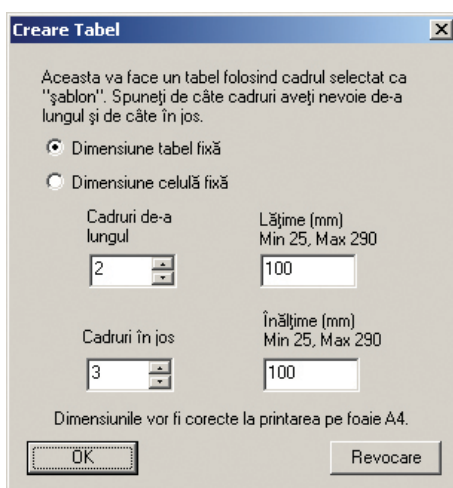 Creare Tabel
Aceasta va face un tabel folosind cadrul selectat ca
"şablon". Spuneţi de câte cadruri aveţi nevoie de-a
lungul şi de câte în jos.
Dimensiune tabel fixă
Dimensiune celulă fixă
Cadruri de-a
lungul
Lăţime (mm)
Min 25, Max 290
2
100
Cadruri în jos
Înălţime (mm)
Min 25, Max 290
3
100
Dimensiunile vor fi corecte la printarea pe foaie A4.
OK
Revocare